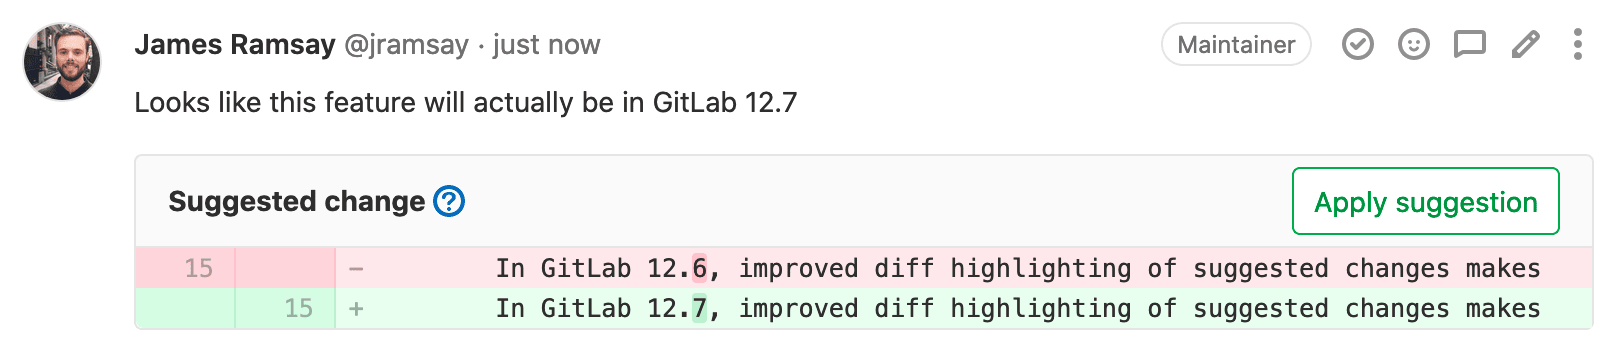 James Ramsay @jramsay · just now
Maintainer
Looks like this feature will actually be in GitLab 12.7
Suggested change ?
Apply suggestion
15 - In GitLab 12.6, improved diff highlighting of suggested changes makes
15 + In GitLab 12.7, improved diff highlighting of suggested changes makes